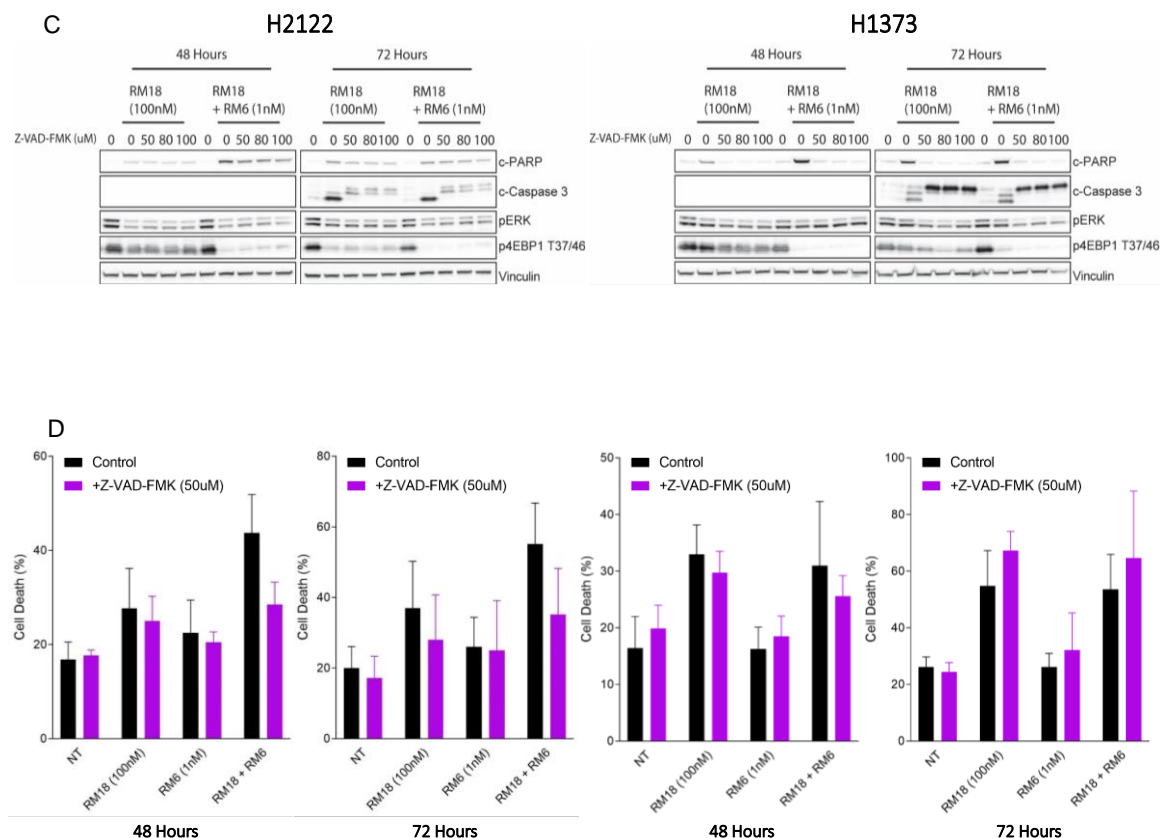 C
H2122
H1373
48 Hours
72 Hours
48 Hours
72 Hours
RM18 (100nM)
RM18 + RM6 (1nM)
RM18 (100nM)
RM18 + RM6 (1nM)
RM18 (100nM)
RM18 + RM6 (1nM)
RM18 (100nM)
RM18 + RM6 (1nM)
Z-VAD-FMK (uM) 0 0 50 80 100 0 0 50 80 100 0 0 50 80 100 0 0 50 80 100
Z-VAD-FMK (uM) 0 0 50 80 100 0 0 50 80 100 0 0 50 80 100 0 0 50 80 100
c-PARP
c-Caspase 3
pERK
p4EBP1 T37/46
Vinculin
c-PARP
c-Caspase 3
pERK
p4EBP1 T37/46
Vinculin
D
Cell Death (%)
60
40
20
0
Control
+Z-VAD-FMK (50uM)
NT
RM18 (100nM)
RM6 (1nM)
RM18 + RM6
48 Hours
Cell Death (%)
80
60
40
20
0
Control
+Z-VAD-FMK (50uM)
NT
RM18 (100nM)
RM6 (1nM)
RM18 + RM6
72 Hours
Cell Death (%)
50
40
30
20
10
0
Control
+Z-VAD-FMK (50uM)
NT
RM18 (100nM)
RM6 (1nM)
RM18 + RM6
48 Hours
Cell Death (%)
100
80
60
40
20
0
Control
+Z-VAD-FMK (50uM)
NT
RM18 (100nM)
RM6 (1nM)
RM18 + RM6
72 Hours